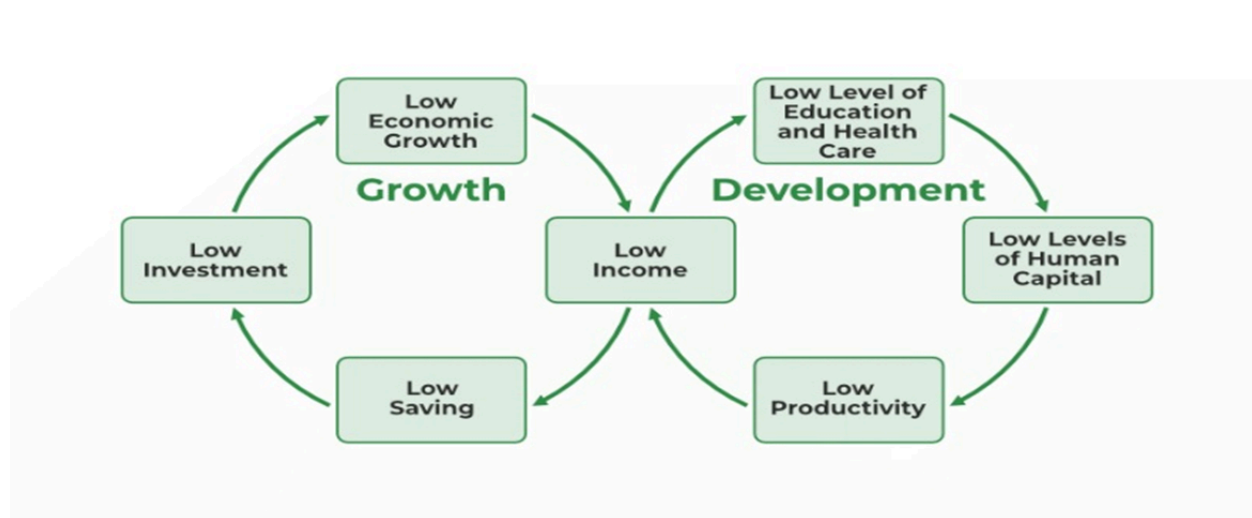 Low
Economic
Growth
Low Level of
Education
and Health
Care
Growth
Development
Low
Investment
Low
Income
Low Levels
of Human
Capital
Low
Saving
Low
Productivity